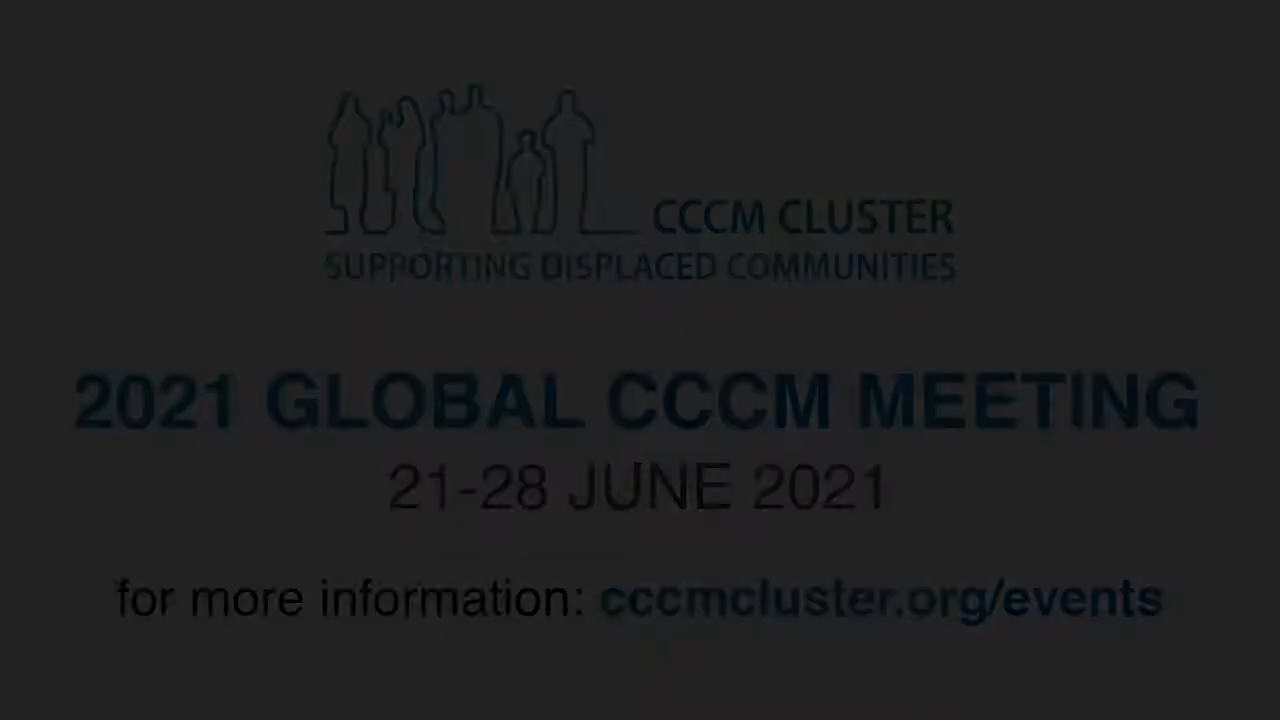 CCCM CLUSTER
SUPPORTING DISPLACED COMMUNITIES
2021 GLOBAL CCCM MEETING
21-28 JUNE 2021
for more information: cccmcluster.org/events